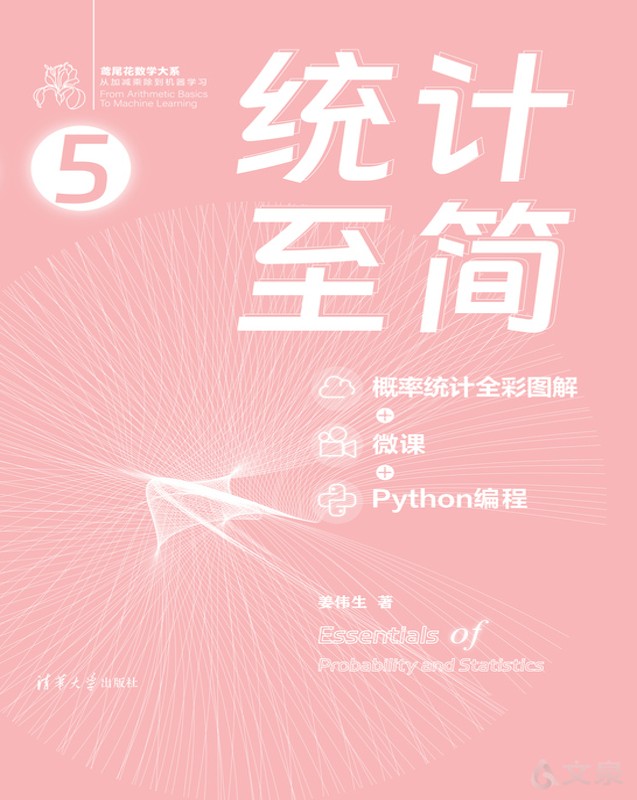 鸢尾花数学大系
从加减乘除到机器学习
From Arithmetic Basics
To Machine Learning
5
统计
至简
概率统计全彩图解
+
微课
+
Python编程
姜伟生 著
Essentials of
Probability and Statistics
清华大学出版社
文泉